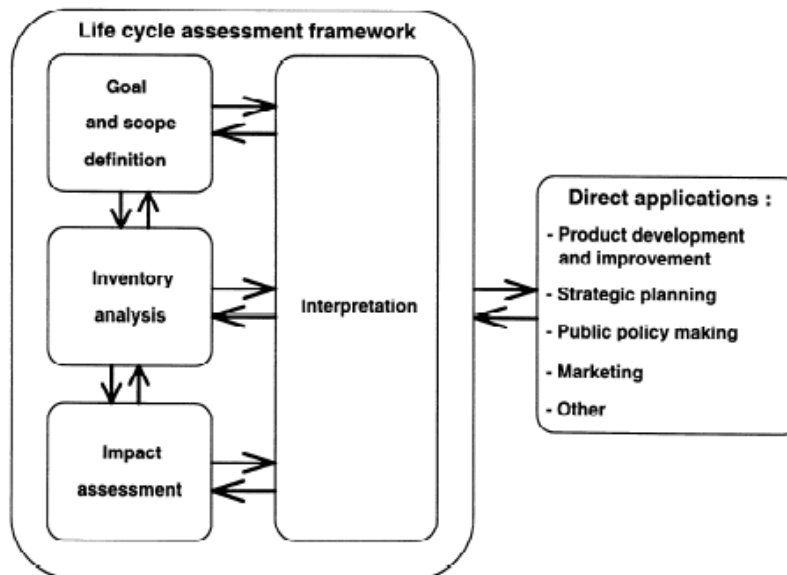 Life cycle assessment framework
Goal
and scope
definition
Inventory
analysis
Impact
assessment
Interpretation
Direct applications :
- Product development
and improvement
- Strategic planning
- Public policy making
- Marketing
- Other